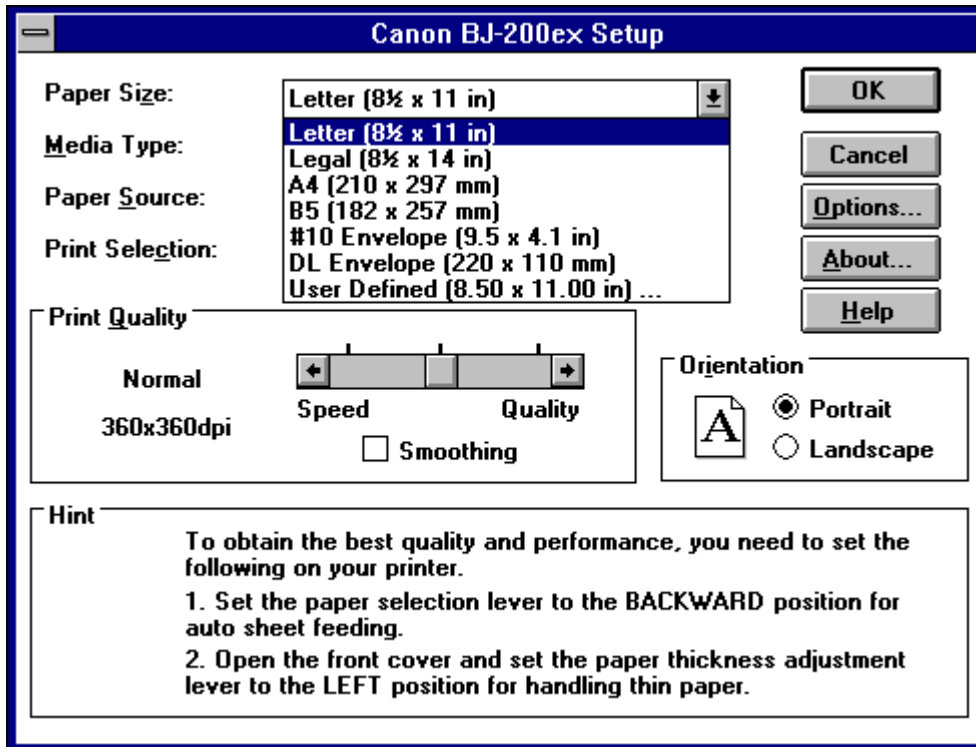 Canon BJ-200ex Setup
Paper Size:
Letter (8½ x 11 in)
OK
Letter (8½ x 11 in)
Media Type:
Legal (8½ x 14 in)
Cancel
A4 (210 x 297 mm)
Paper Source:
B5 (182 x 257 mm)
Options...
#10 Envelope (9.5 x 4.1 in)
Print Selection:
DL Envelope (220 x 110 mm)
About...
User Defined (8.50 x 11.00 in) ...
Help
Print Quality
Normal
360x360dpi
Speed Quality
Smoothing
Orientation
A
Portrait
Landscape
Hint
To obtain the best quality and performance, you need to set the
following on your printer.
1. Set the paper selection lever to the BACKWARD position for
auto sheet feeding.
2. Open the front cover and set the paper thickness adjustment
lever to the LEFT position for handling thin paper.